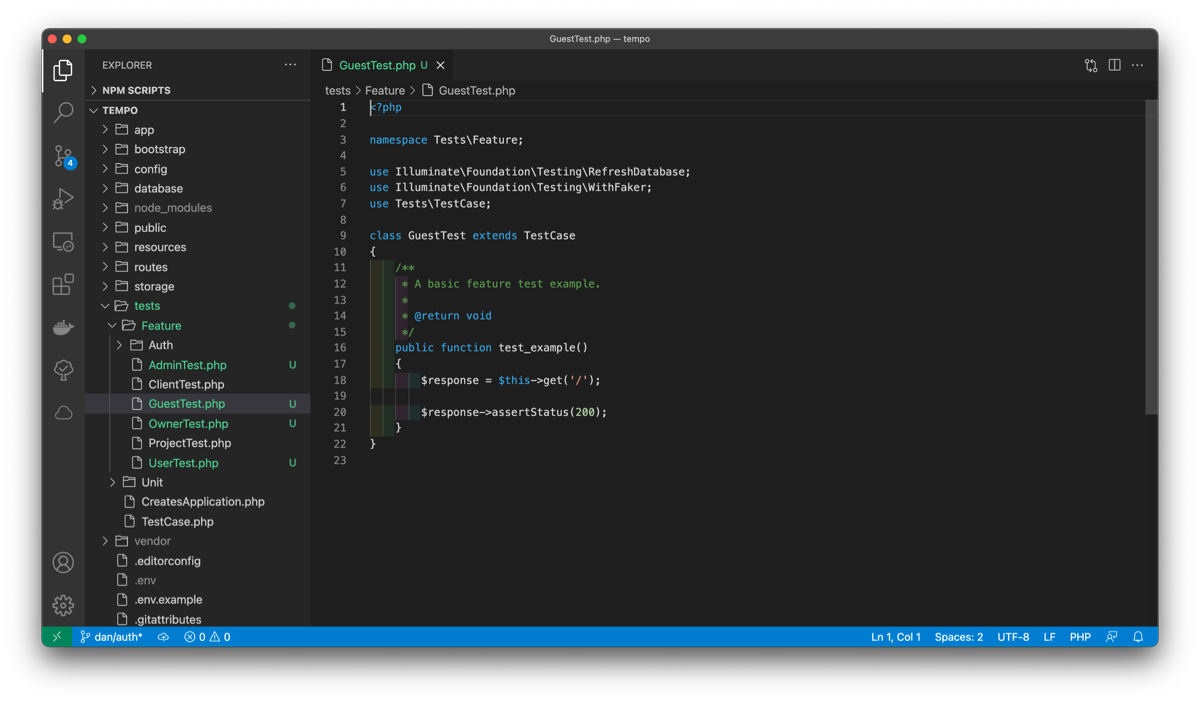 GuestTest.php — tempo
EXPLORER
NPM SCRIPTS
TEMPO
app
bootstrap
config
database
node_modules
public
resources
routes
storage
tests
Feature
Auth
AdminTest.php U
ClientTest.php
GuestTest.php U
OwnerTest.php U
ProjectTest.php
UserTest.php U
Unit
CreatesApplication.php
TestCase.php
vendor
.editorconfig
.env
.env.example
.gitattributes
4
GuestTest.php U
tests > Feature > GuestTest.php
1 <?php
2
3 namespace Tests\Feature;
4
5 use Illuminate\Foundation\Testing\RefreshDatabase;
6 use Illuminate\Foundation\Testing\WithFaker;
7 use Tests\TestCase;
8
9 class GuestTest extends TestCase
10 {
11 /**
12 * A basic feature test example.
13 *
14 * @return void
15 */
16 public function test_example()
17 {
18 $response = $this->get('/');
19
20 $response->assertStatus(200);
21 }
22 }
23
dan/auth* 0 0 Ln 1, Col 1 Spaces: 2 UTF-8 LF PHP